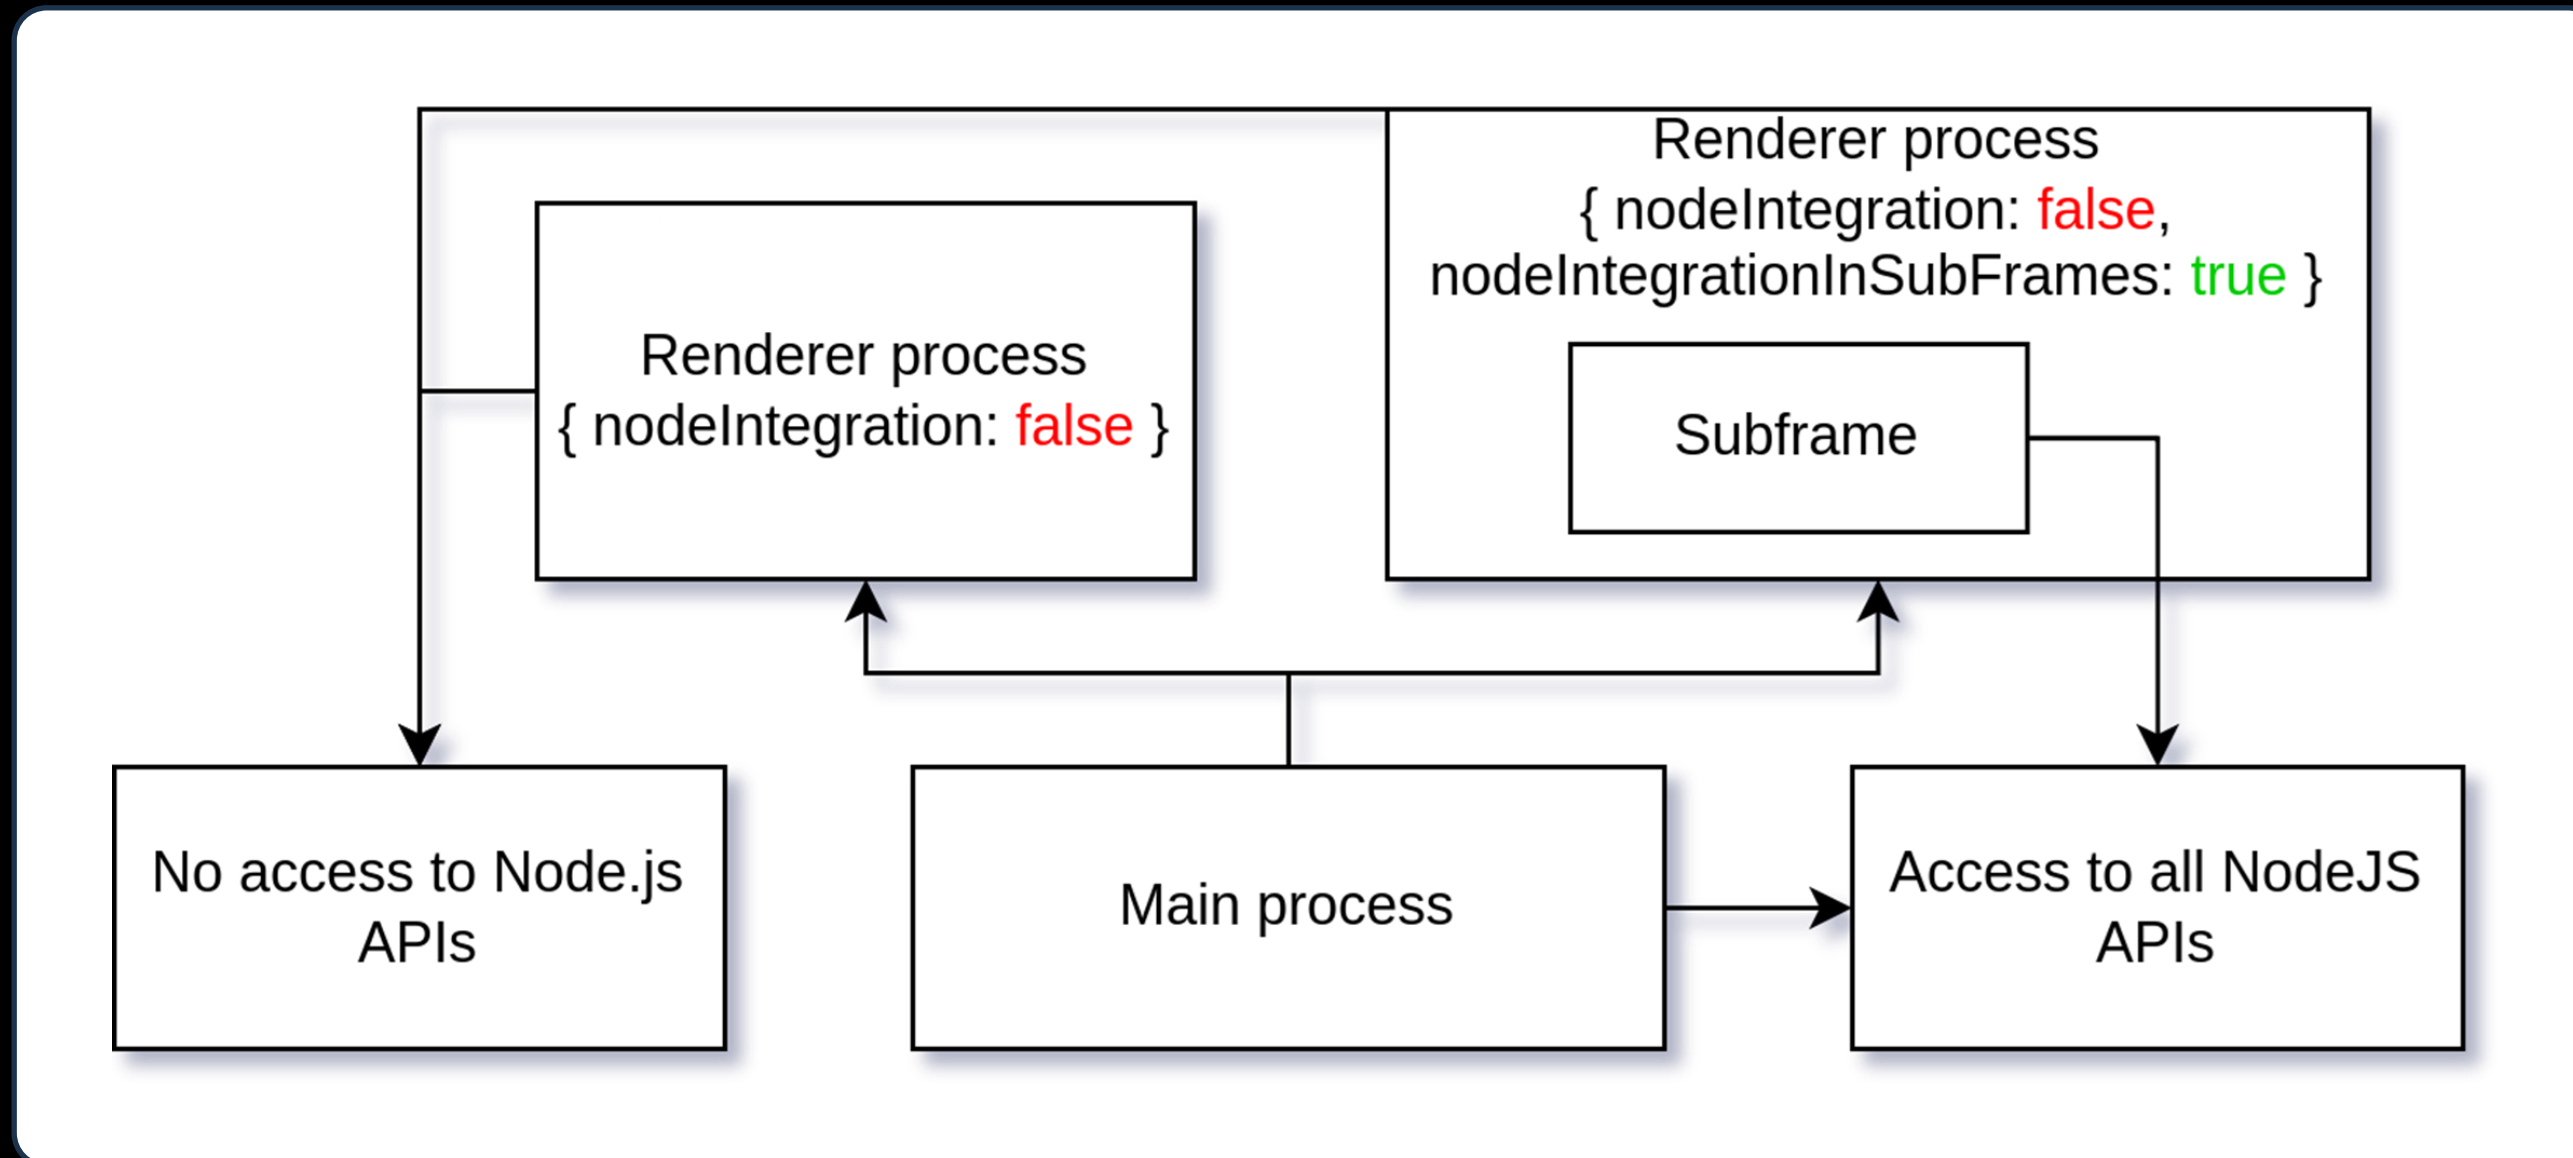 Renderer process
{ nodeIntegration: false,
nodeIntegrationInSubFrames: true }
Renderer process
{ nodeIntegration: false }
Subframe
No access to Node.js
APIs
Main process
Access to all NodeJS
APIs